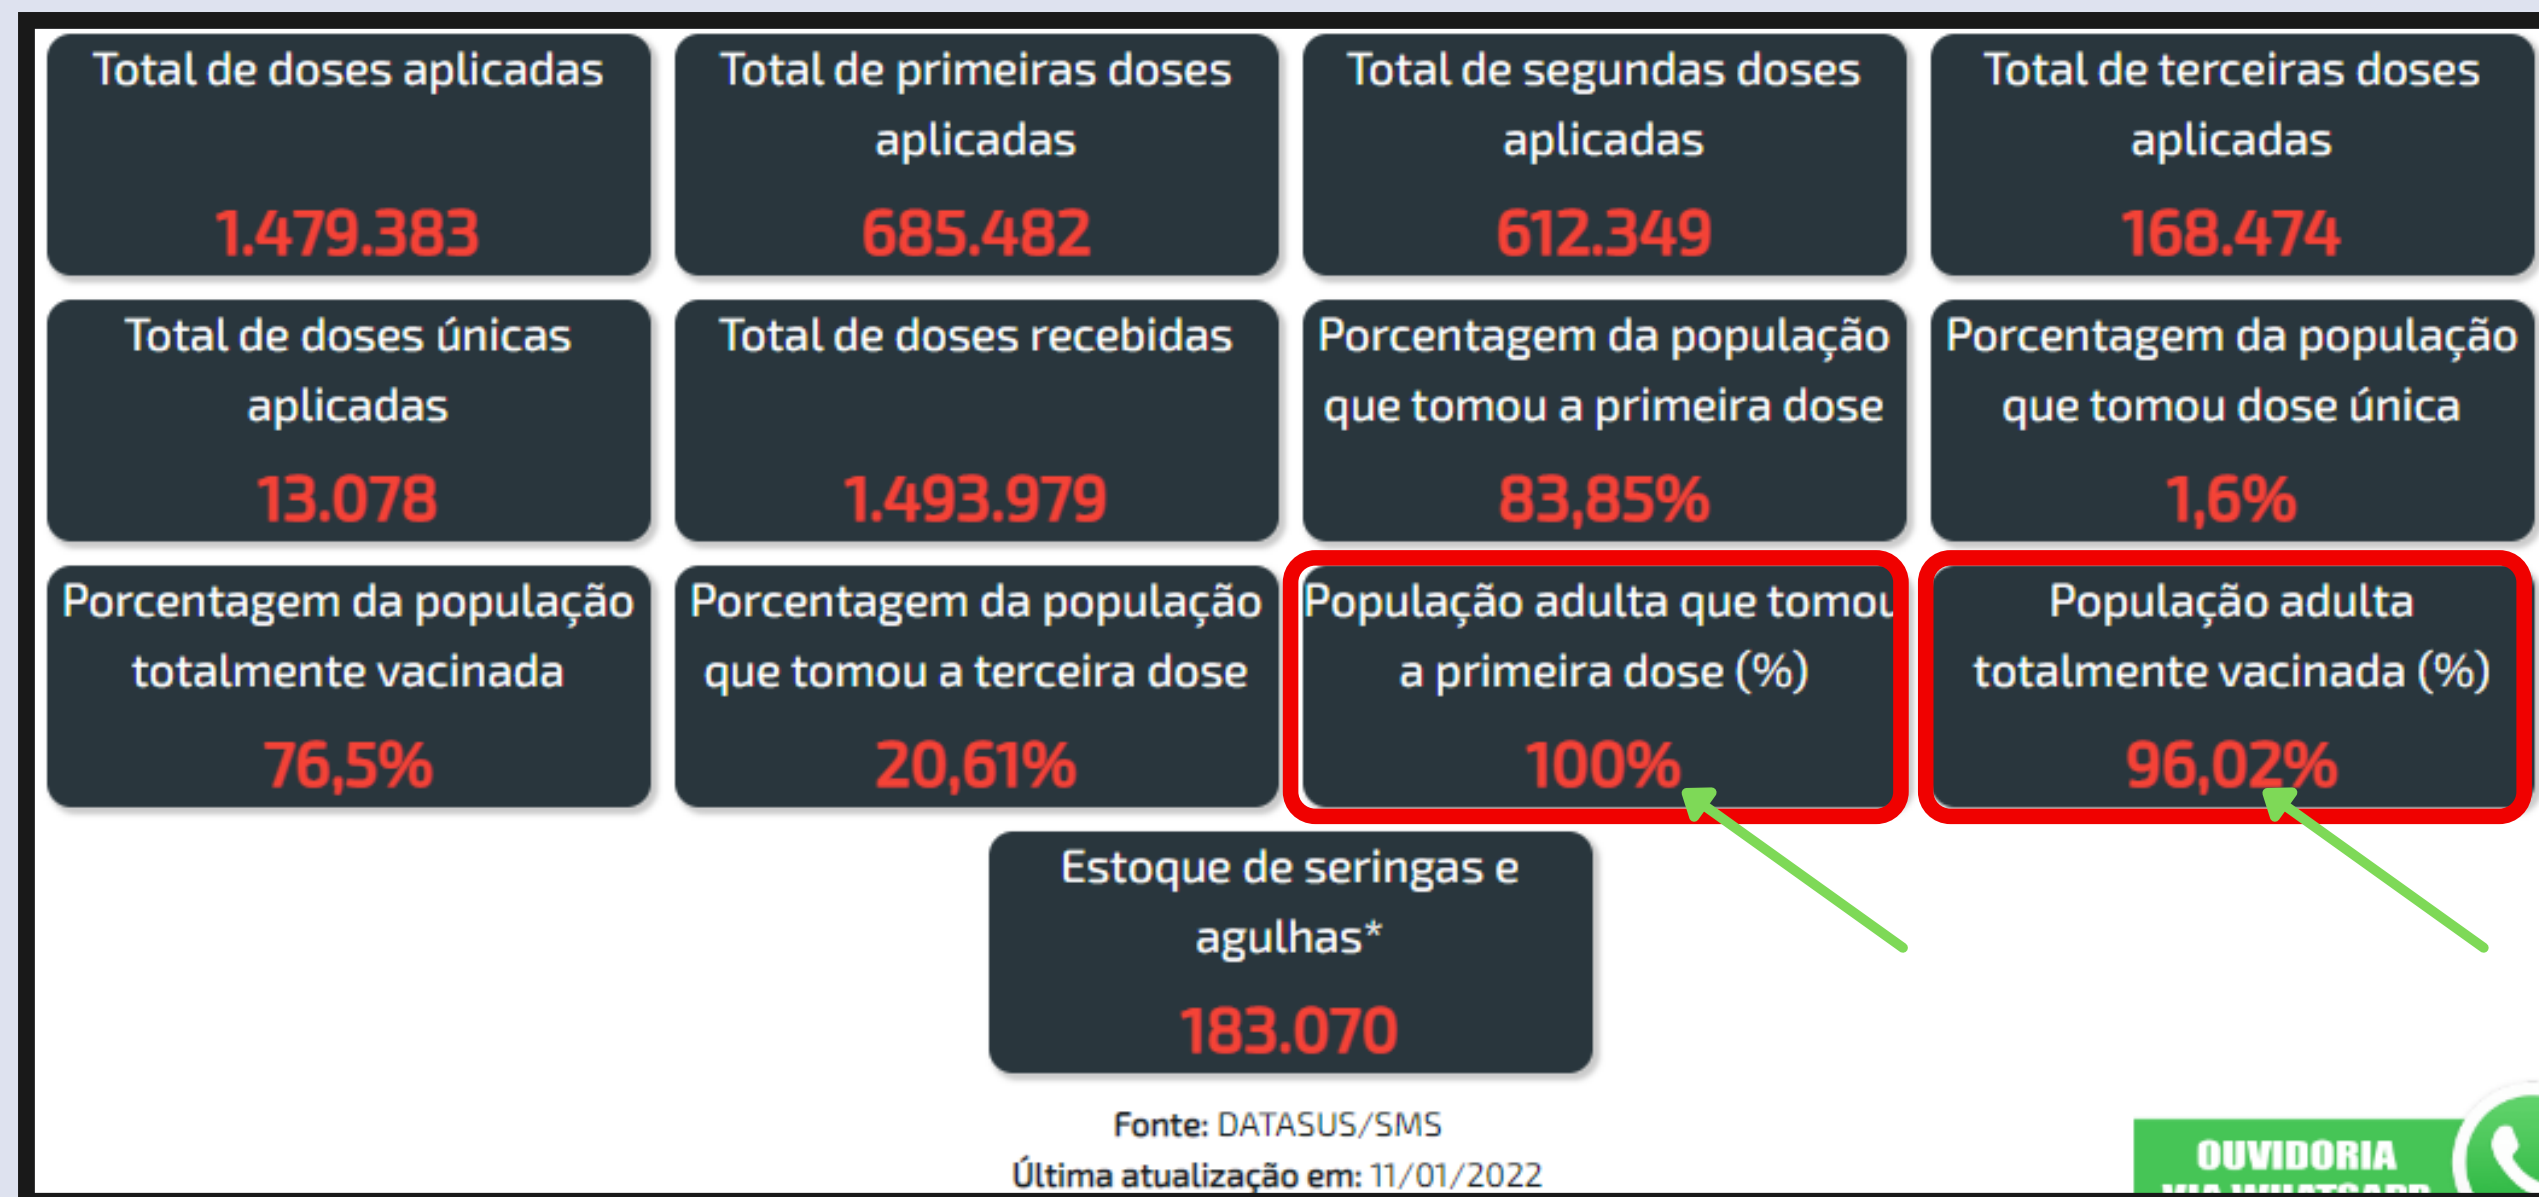 Total de doses aplicadas
1.479.383
Total de primeiras doses
aplicadas
685.482
Total de segundas doses
aplicadas
612.349
Total de terceiras doses
aplicadas
168.474
Total de doses únicas
aplicadas
13.078
Total de doses recebidas
1.493.979
Porcentagem da população
que tomou a primeira dose
83,85%
Porcentagem da população
que tomou dose única
1,6%
Porcentagem da população
totalmente vacinada
76,5%
Porcentagem da população
que tomou a terceira dose
20,61%
População adulta que tomou
a primeira dose (%)
100%
População adulta
totalmente vacinada (%)
96,02%
Estoque de seringas e
agulhas*
183.070
Fonte: DATASUS/SMS
Última atualização em: 11/01/2022
OUVIDORIA
VIA WHATSAPP